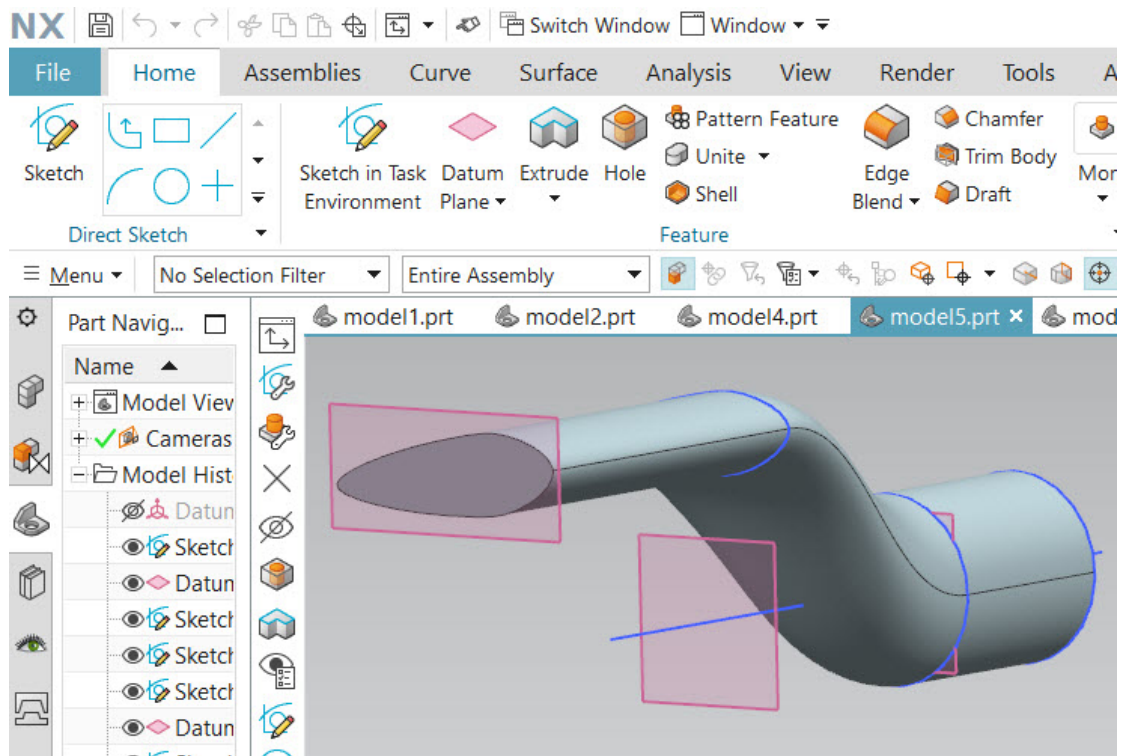 NX Switch Window Window
File Home Assemblies Curve Surface Analysis View Render Tools A
Sketch
Sketch in Task Environment
Datum Plane
Extrude
Hole
Pattern Feature
Unite
Shell
Edge Blend
Chamfer
Trim Body
Draft
Mor
Direct Sketch Feature
Menu No Selection Filter Entire Assembly
Part Navig... model1.prt model2.prt model4.prt model5.prt mod
Name
Model View
Cameras
Model Hist
Datun
Sketch
Datun
Sketch
Sketch
Sketch
Datun